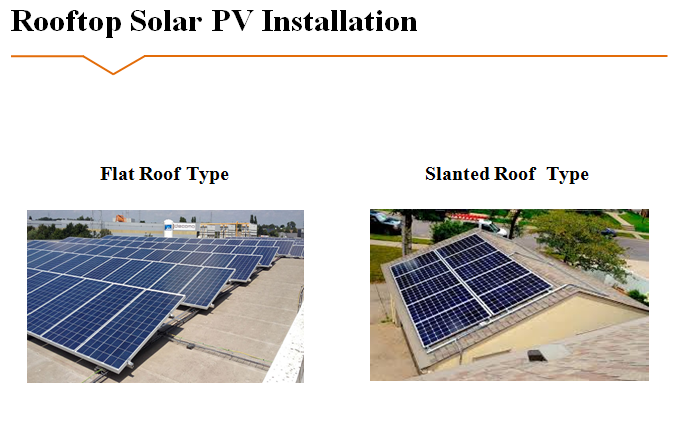 Rooftop Solar PV Installation
Flat Roof Type
Slanted Roof  Type